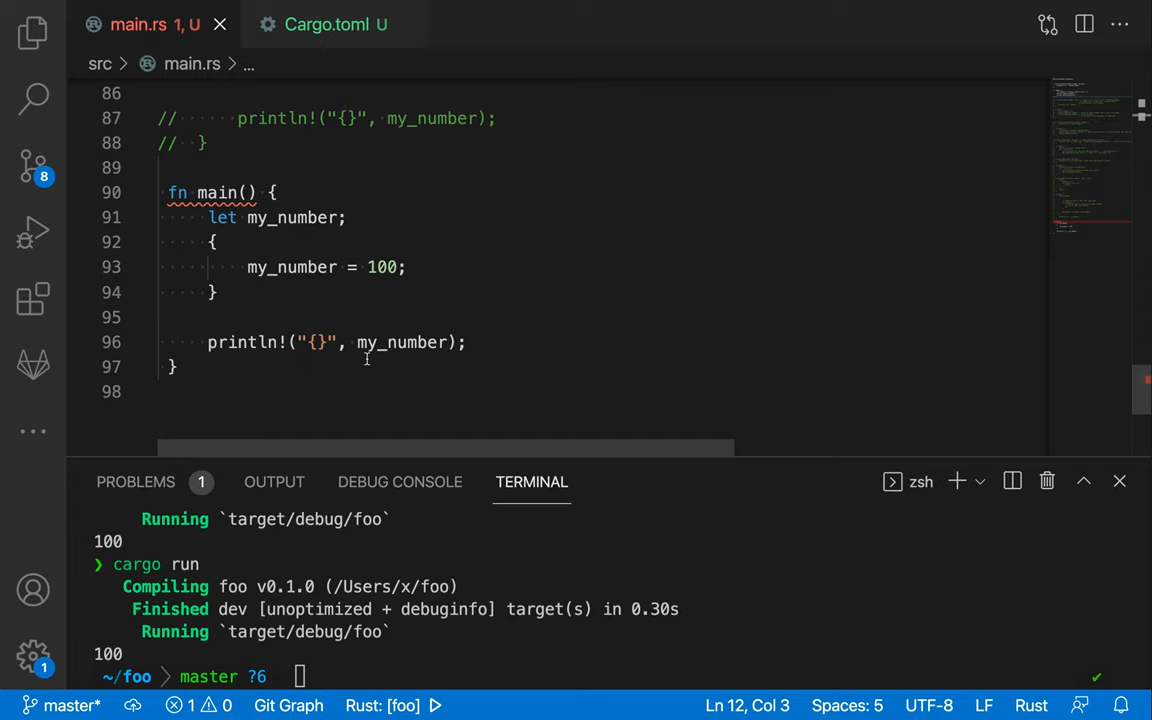 main.rs 1, U
Cargo.toml U
src > main.rs > ...
86
87 // println!("{}", my_number);
88 // }
89
90 fn main() {
91 let my_number;
92 {
93 my_number = 100;
94 }
95
96 println!("{}", my_number);
97 }
98
8
PROBLEMS 1 OUTPUT DEBUG CONSOLE TERMINAL zsh
Running `target/debug/foo`
100
❯ cargo run
Compiling foo v0.1.0 (/Users/x/foo)
Finished dev [unoptimized + debuginfo] target(s) in 0.30s
Running `target/debug/foo`
100
~/foo > master ?6
1
master* 1 0 Git Graph Rust: [foo] Ln 12, Col 3 Spaces: 5 UTF-8 LF Rust